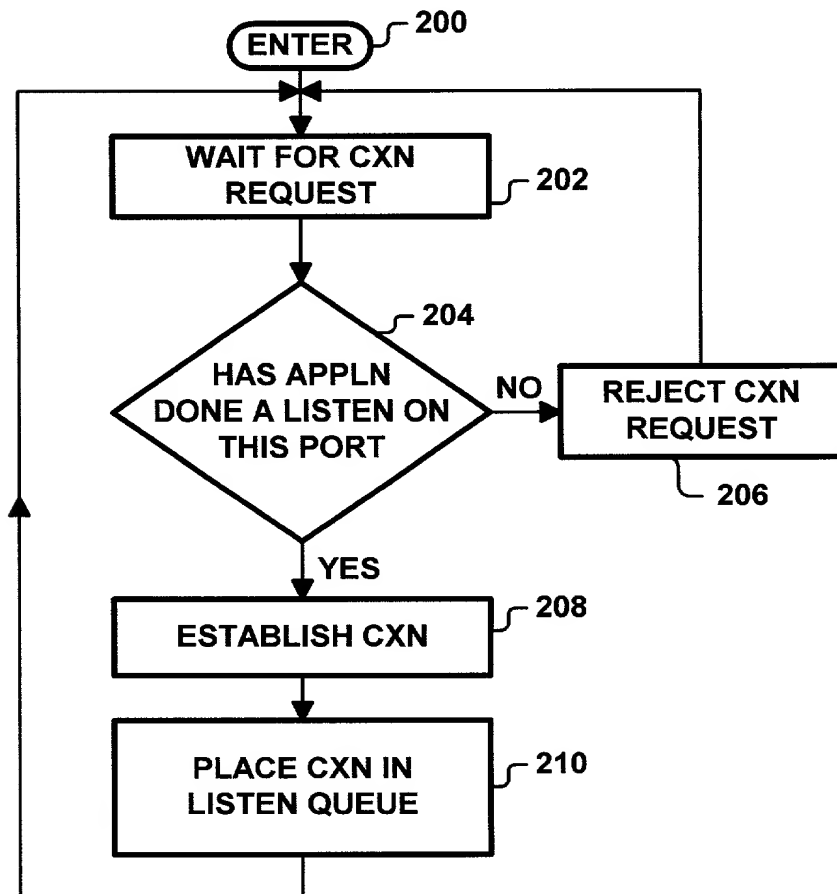 ENTER
200
WAIT FOR CXN
REQUEST
202
204
HAS APPLN
DONE A LISTEN ON
THIS PORT
NO
REJECT CXN
REQUEST
206
YES
208
ESTABLISH CXN
210
PLACE CXN IN
LISTEN QUEUE